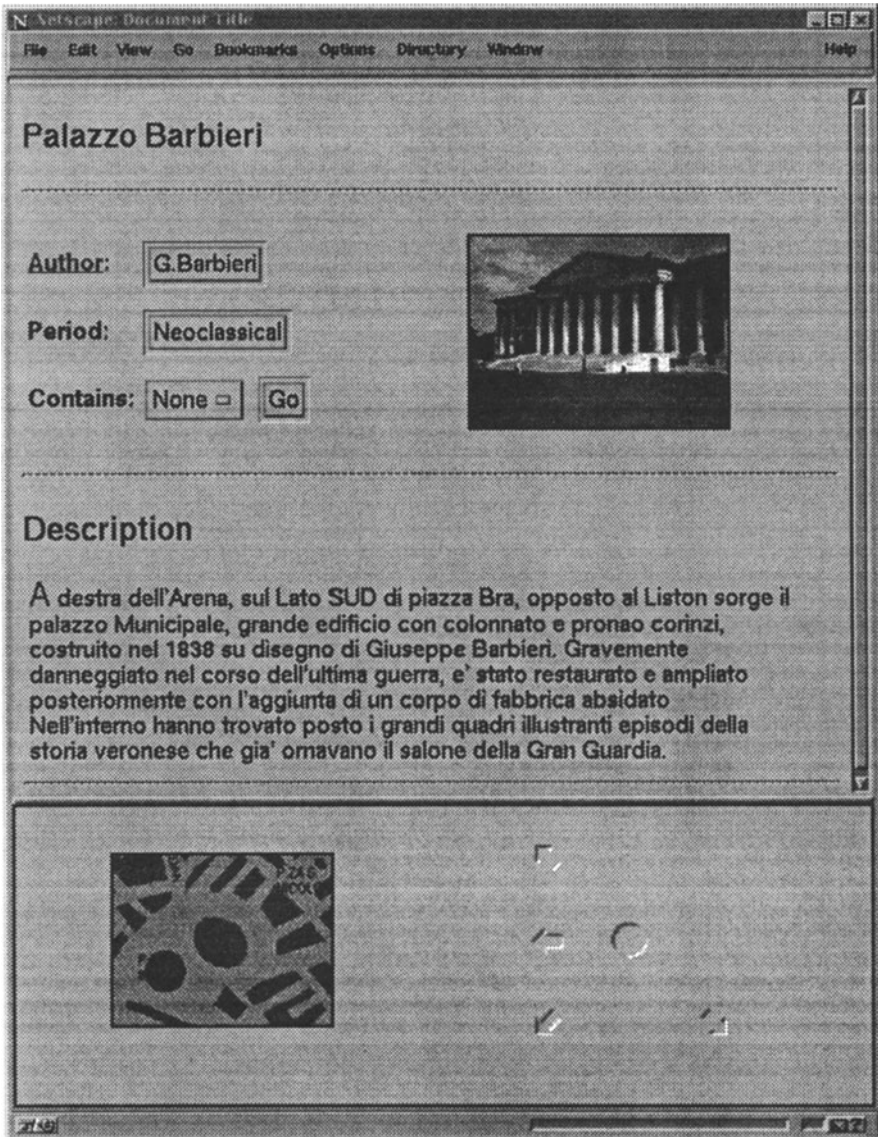 N Netscape: Document Title
File Edit View Go Bookmarks Options Directory Window Help
Palazzo Barbieri
Author: G.Barbieri
Period: Neoclassical
Contains: None Go
Description
A destra dell'Arena, sul Lato SUD di piazza Bra, opposto al Liston sorge il
palazzo Municipale, grande edificio con colonnato e pronao corinzi,
costruito nel 1838 su disegno di Giuseppe Barbieri. Gravemente
danneggiato nel corso dell'ultima guerra, e' stato restaurato e ampliato
posteriormente con l'aggiunta di un corpo di fabbrica absidato
Nell'interno hanno trovato posto i grandi quadri illustranti episodi della
storia veronese che gia' ornavano il salone della Gran Guardia.
P.ZA S.
NICOLO'